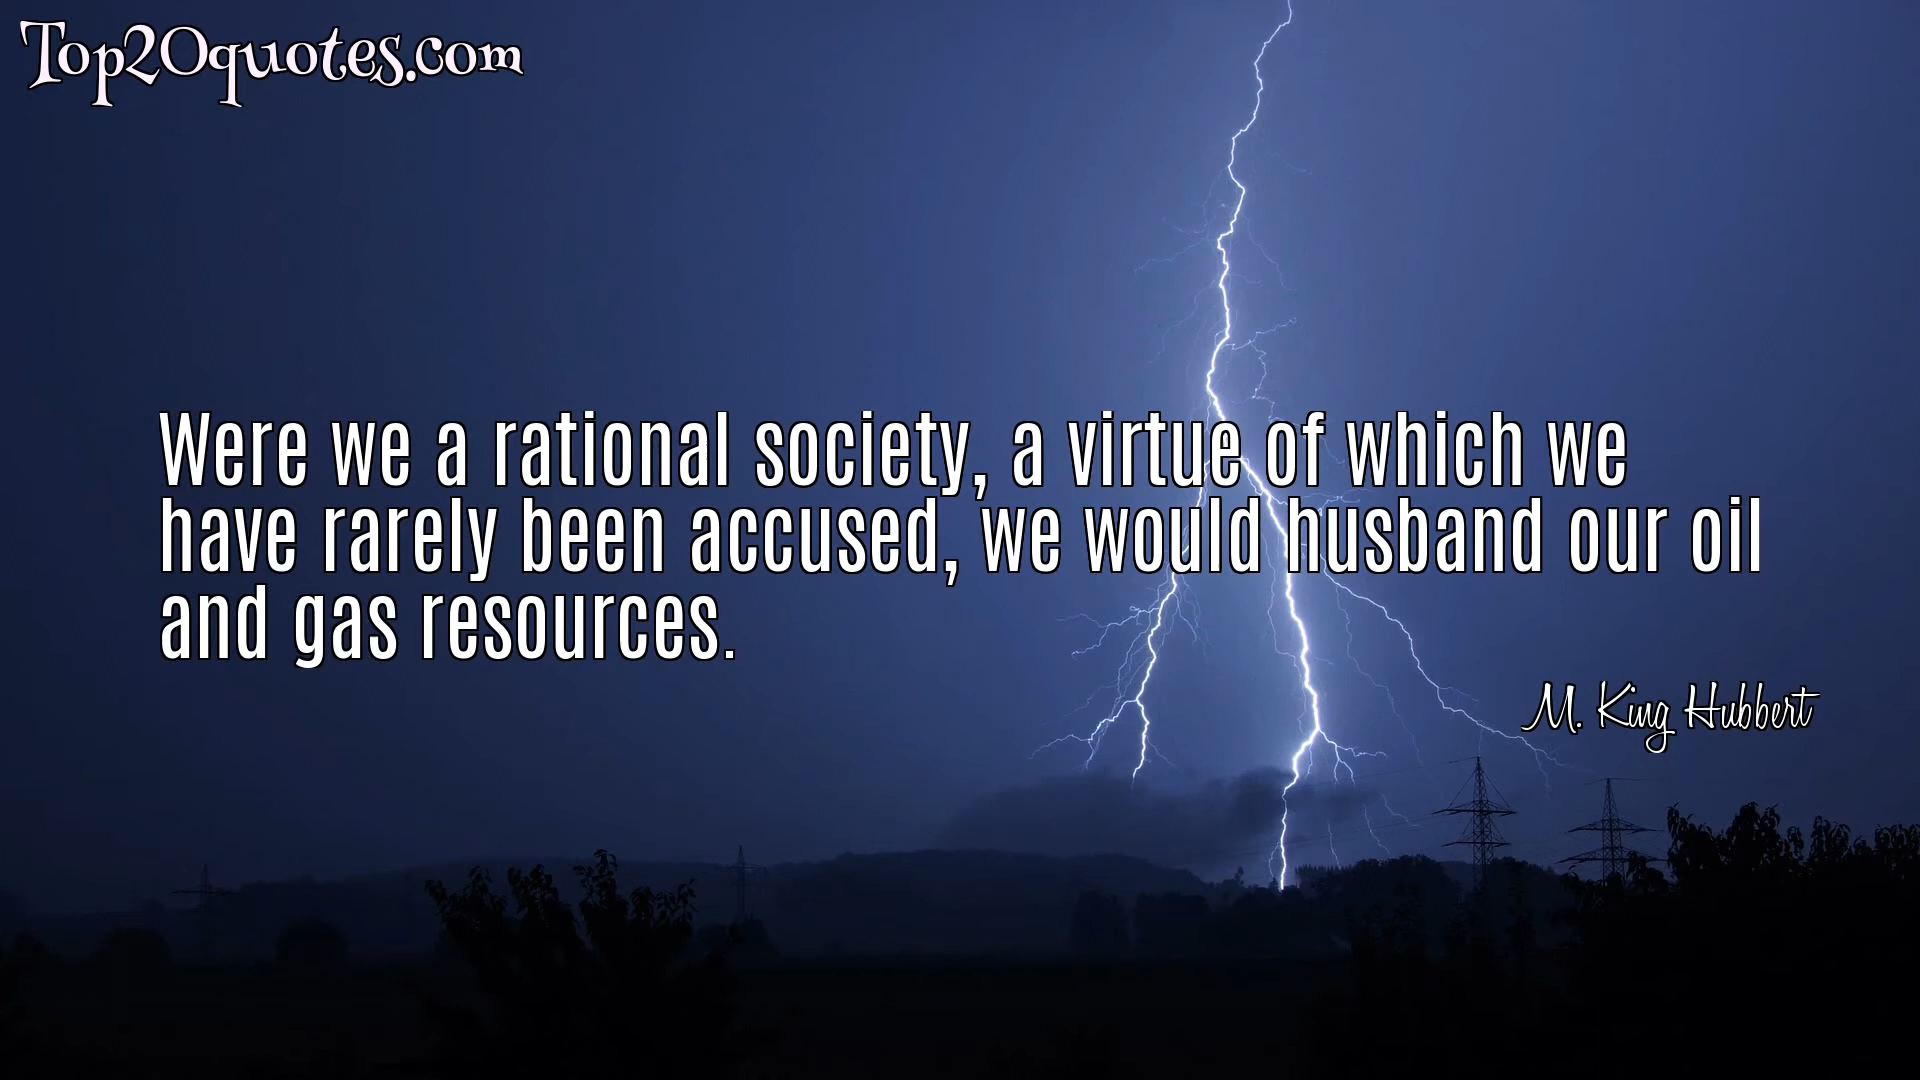 Top20quotes.com
Were we a rational society, a virtue of which we
have rarely been accused, we would husband our oil
and gas resources.
M. King Hubbert